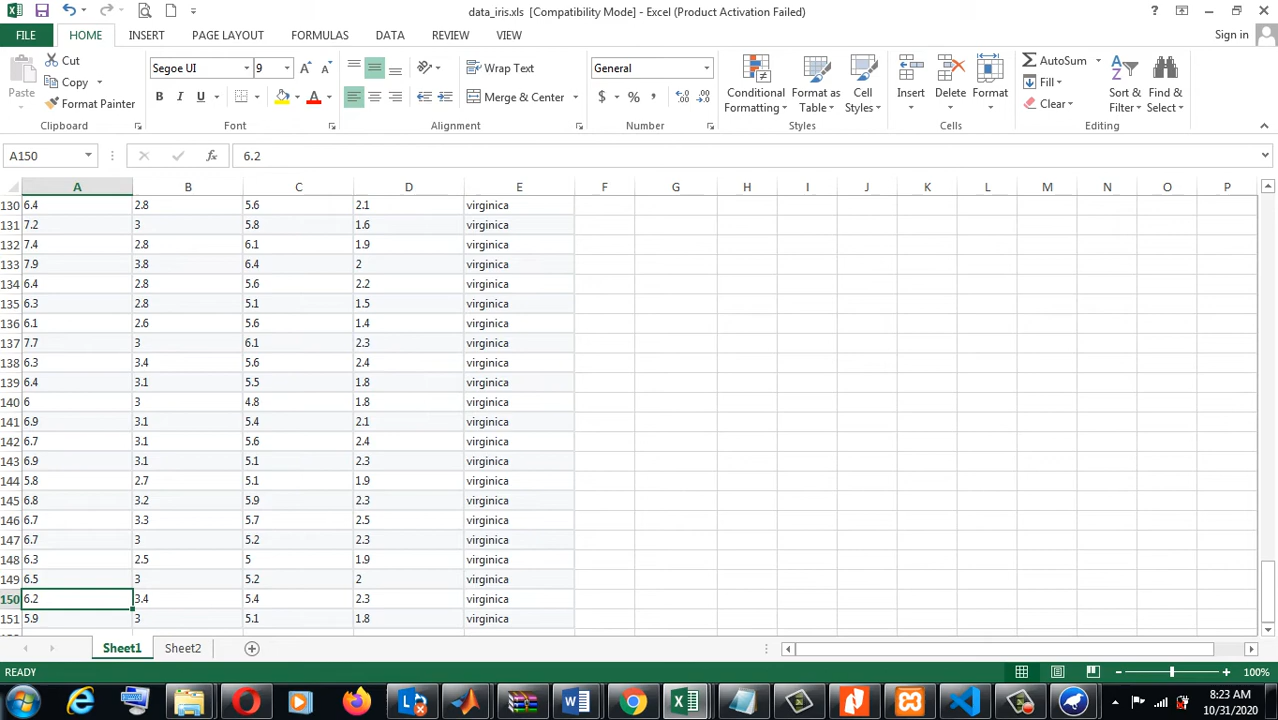 data_iris.xls [Compatibility Mode] - Excel (Product Activation Failed)
FILE HOME INSERT PAGE LAYOUT FORMULAS DATA REVIEW VIEW Sign in
Paste
Cut
Copy
Format Painter
Clipboard
Segoe UI 9
B I U
Font
Wrap Text
Merge & Center
Alignment
General
$ % ,
Number
Conditional Formatting
Format as Table
Cell Styles
Styles
Insert Delete Format
Cells
AutoSum
Fill
Clear
Sort & Filter
Find & Select
Editing
A150 fx 6.2
A B C D E F G H I J K L M N O P
130 6.4 2.8 5.6 2.1 virginica
131 7.2 3 5.8 1.6 virginica
132 7.4 2.8 6.1 1.9 virginica
133 7.9 3.8 6.4 2 virginica
134 6.4 2.8 5.6 2.2 virginica
135 6.3 2.8 5.1 1.5 virginica
136 6.1 2.6 5.6 1.4 virginica
137 7.7 3 6.1 2.3 virginica
138 6.3 3.4 5.6 2.4 virginica
139 6.4 3.1 5.5 1.8 virginica
140 6 3 4.8 1.8 virginica
141 6.9 3.1 5.4 2.1 virginica
142 6.7 3.1 5.6 2.4 virginica
143 6.9 3.1 5.1 2.3 virginica
144 5.8 2.7 5.1 1.9 virginica
145 6.8 3.2 5.9 2.3 virginica
146 6.7 3.3 5.7 2.5 virginica
147 6.7 3 5.2 2.3 virginica
148 6.3 2.5 5 1.9 virginica
149 6.5 3 5.2 2 virginica
150 6.2 3.4 5.4 2.3 virginica
151 5.9 3 5.1 1.8 virginica
Sheet1 Sheet2
READY 100%
8:23 AM
10/31/2020